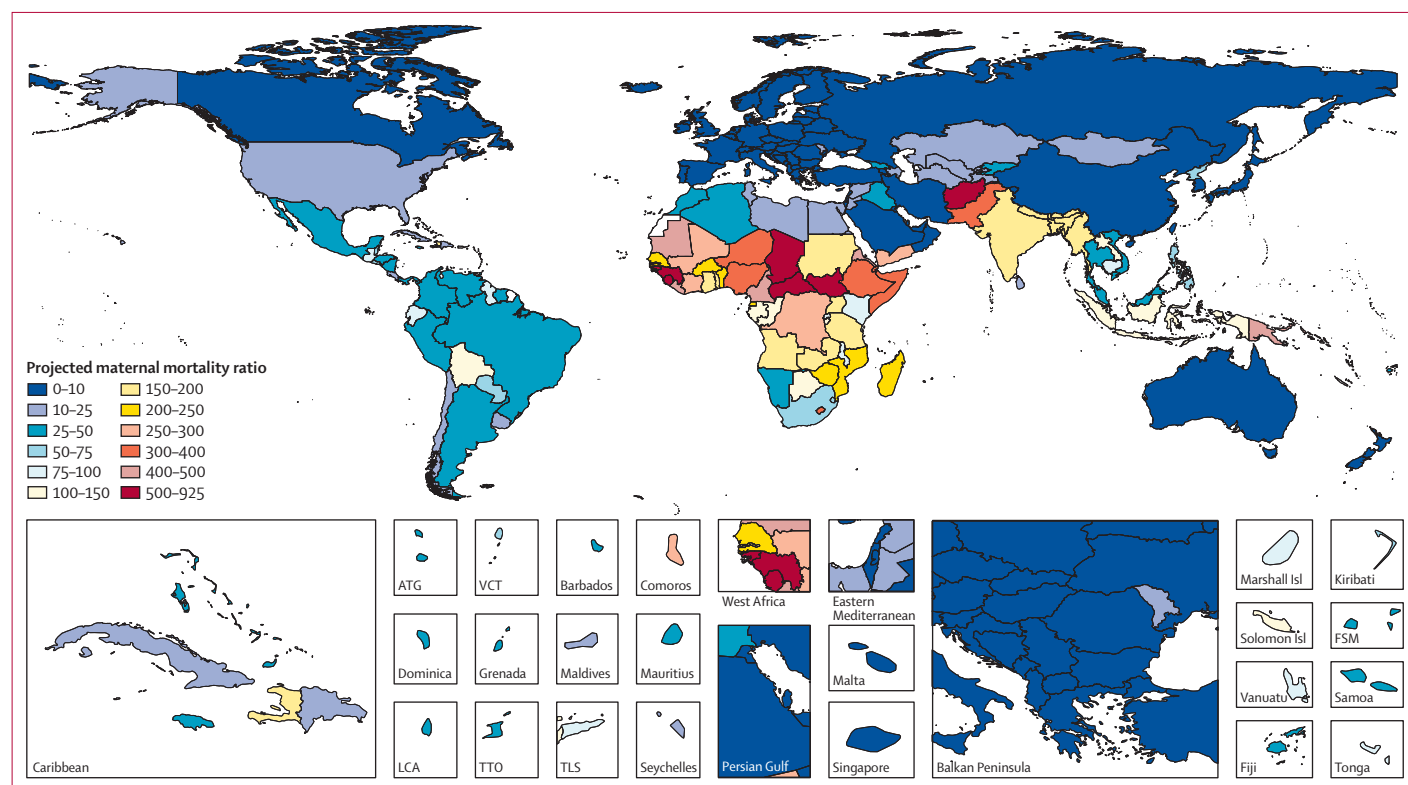 Projected maternal mortality ratio
0–10
10–25
25–50
50–75
75–100
100–150
150–200
200–250
250–300
300–400
400–500
500–925
Caribbean
ATG
VCT
Barbados
Comoros
West Africa
Eastern
Mediterranean
Dominica
Grenada
Maldives
Mauritius
Malta
LCA
TTO
TLS
Seychelles
Persian Gulf
Singapore
Balkan Peninsula
Marshall Isl
Kiribati
Solomon Isl
FSM
Vanuatu
Samoa
Fiji
Tonga